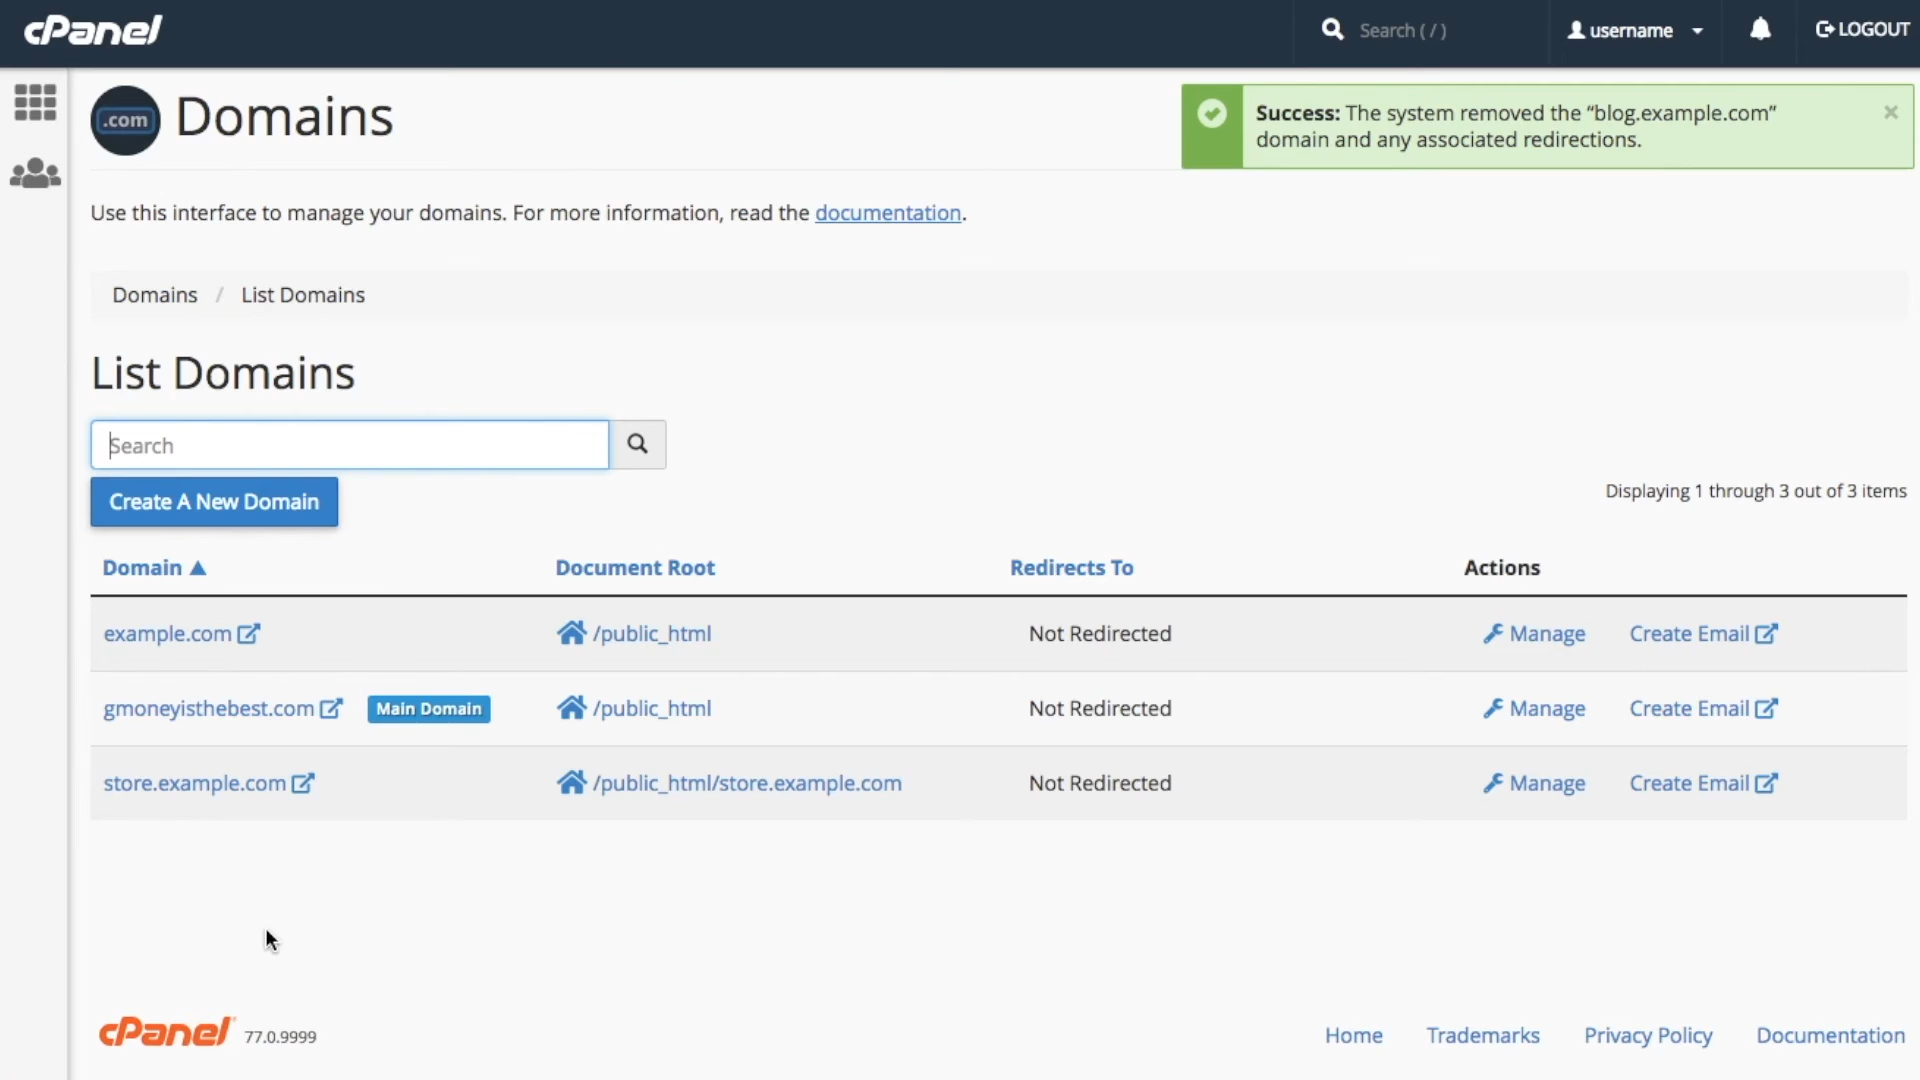 cPanel
Search ( / )
username
LOGOUT
.com
Domains
Success: The system removed the “blog.example.com”
domain and any associated redirections.
×
Use this interface to manage your domains. For more information, read the documentation.
Domains / List Domains
List Domains
Search
Create A New Domain
Displaying 1 through 3 out of 3 items
Domain ▲ Document Root Redirects To Actions
example.com /public_html Not Redirected Manage Create Email
gmoneyisthebest.com Main Domain /public_html Not Redirected Manage Create Email
store.example.com /public_html/store.example.com Not Redirected Manage Create Email
cPanel 77.0.9999
Home Trademarks Privacy Policy Documentation